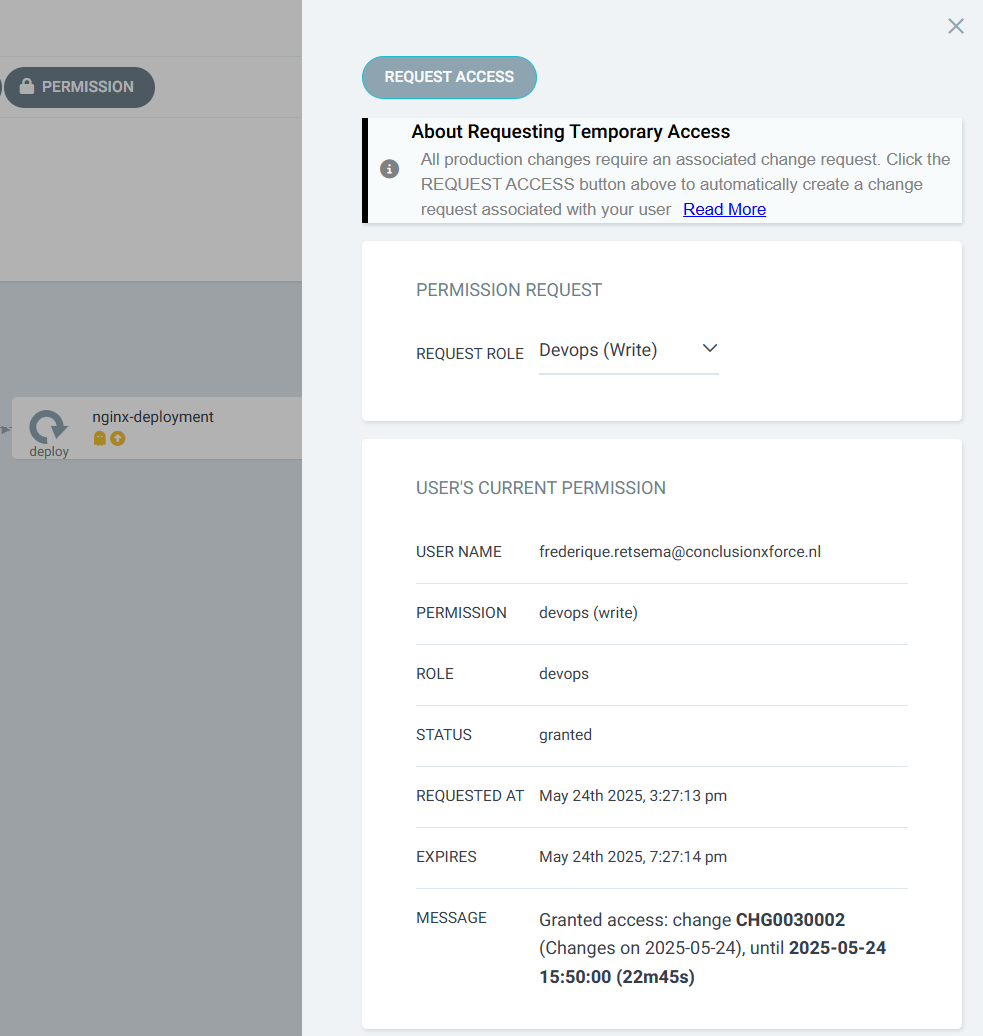 REQUEST ACCESS
PERMISSION
About Requesting Temporary Access
All production changes require an associated change request. Click the
REQUEST ACCESS button above to automatically create a change
request associated with your user Read More
PERMISSION REQUEST
REQUEST ROLE Devops (Write)
nginx-deployment
deploy
USER'S CURRENT PERMISSION
USER NAME frederique.retsema@conclusionxforce.nl
PERMISSION devops (write)
ROLE devops
STATUS granted
REQUESTED AT May 24th 2025, 3:27:13 pm
EXPIRES May 24th 2025, 7:27:14 pm
MESSAGE Granted access: change CHG0030002
(Changes on 2025-05-24), until 2025-05-24
15:50:00 (22m45s)